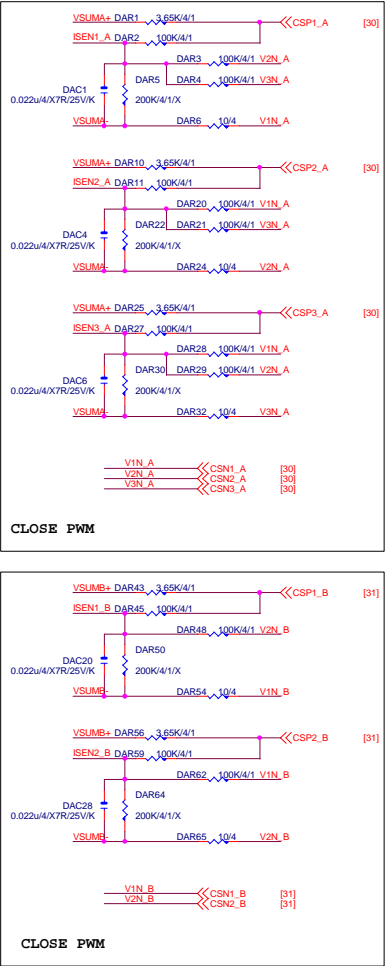 VSUMA+ DAR1 3.65K/4/1 CSP1_A [30]
ISEN1_A DAR2 100K/4/1
DAR3 100K/4/1 V2N_A
DAC1 DAR5 DAR4 100K/4/1 V3N_A
0.022u/4/X7R/25V/K 200K/4/1/X
VSUMA- DAR6 10/4 V1N_A
VSUMA+ DAR10 3.65K/4/1 CSP2_A [30]
ISEN2_A DAR11 100K/4/1
DAR20 100K/4/1 V1N_A
DAC4 DAR22 DAR21 100K/4/1 V3N_A
0.022u/4/X7R/25V/K 200K/4/1/X
VSUMA- DAR24 10/4 V2N_A
VSUMA+ DAR25 3.65K/4/1 CSP3_A [30]
ISEN3_A DAR27 100K/4/1
DAR28 100K/4/1 V1N_A
DAC6 DAR30 DAR29 100K/4/1 V2N_A
0.022u/4/X7R/25V/K 200K/4/1/X
VSUMA- DAR32 10/4 V3N_A
V1N_A CSN1_A [30]
V2N_A CSN2_A [30]
V3N_A CSN3_A [30]
CLOSE PWM
VSUMB+ DAR43 3.65K/4/1 CSP1_B [31]
ISEN1_B DAR45 100K/4/1
DAR48 100K/4/1 V2N_B
DAC20 DAR50
0.022u/4/X7R/25V/K 200K/4/1/X
VSUMB- DAR54 10/4 V1N_B
VSUMB+ DAR56 3.65K/4/1 CSP2_B [31]
ISEN2_B DAR59 100K/4/1
DAR62 100K/4/1 V1N_B
DAC28 DAR64
0.022u/4/X7R/25V/K 200K/4/1/X
VSUMB- DAR65 10/4 V2N_B
V1N_B CSN1_B [31]
V2N_B CSN2_B [31]
CLOSE PWM